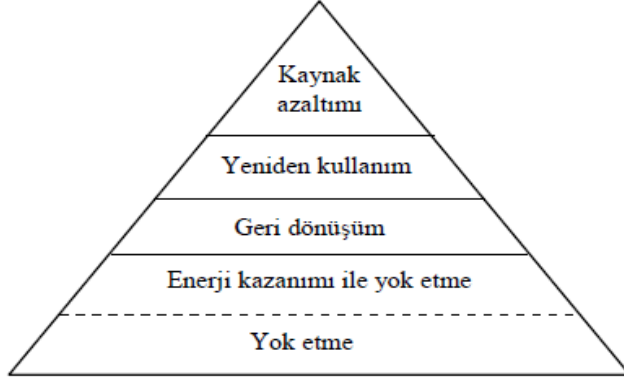 Kaynak
azaltımı
Yeniden kullanım
Geri dönüşüm
Enerji kazanımı ile yok etme
Yok etme